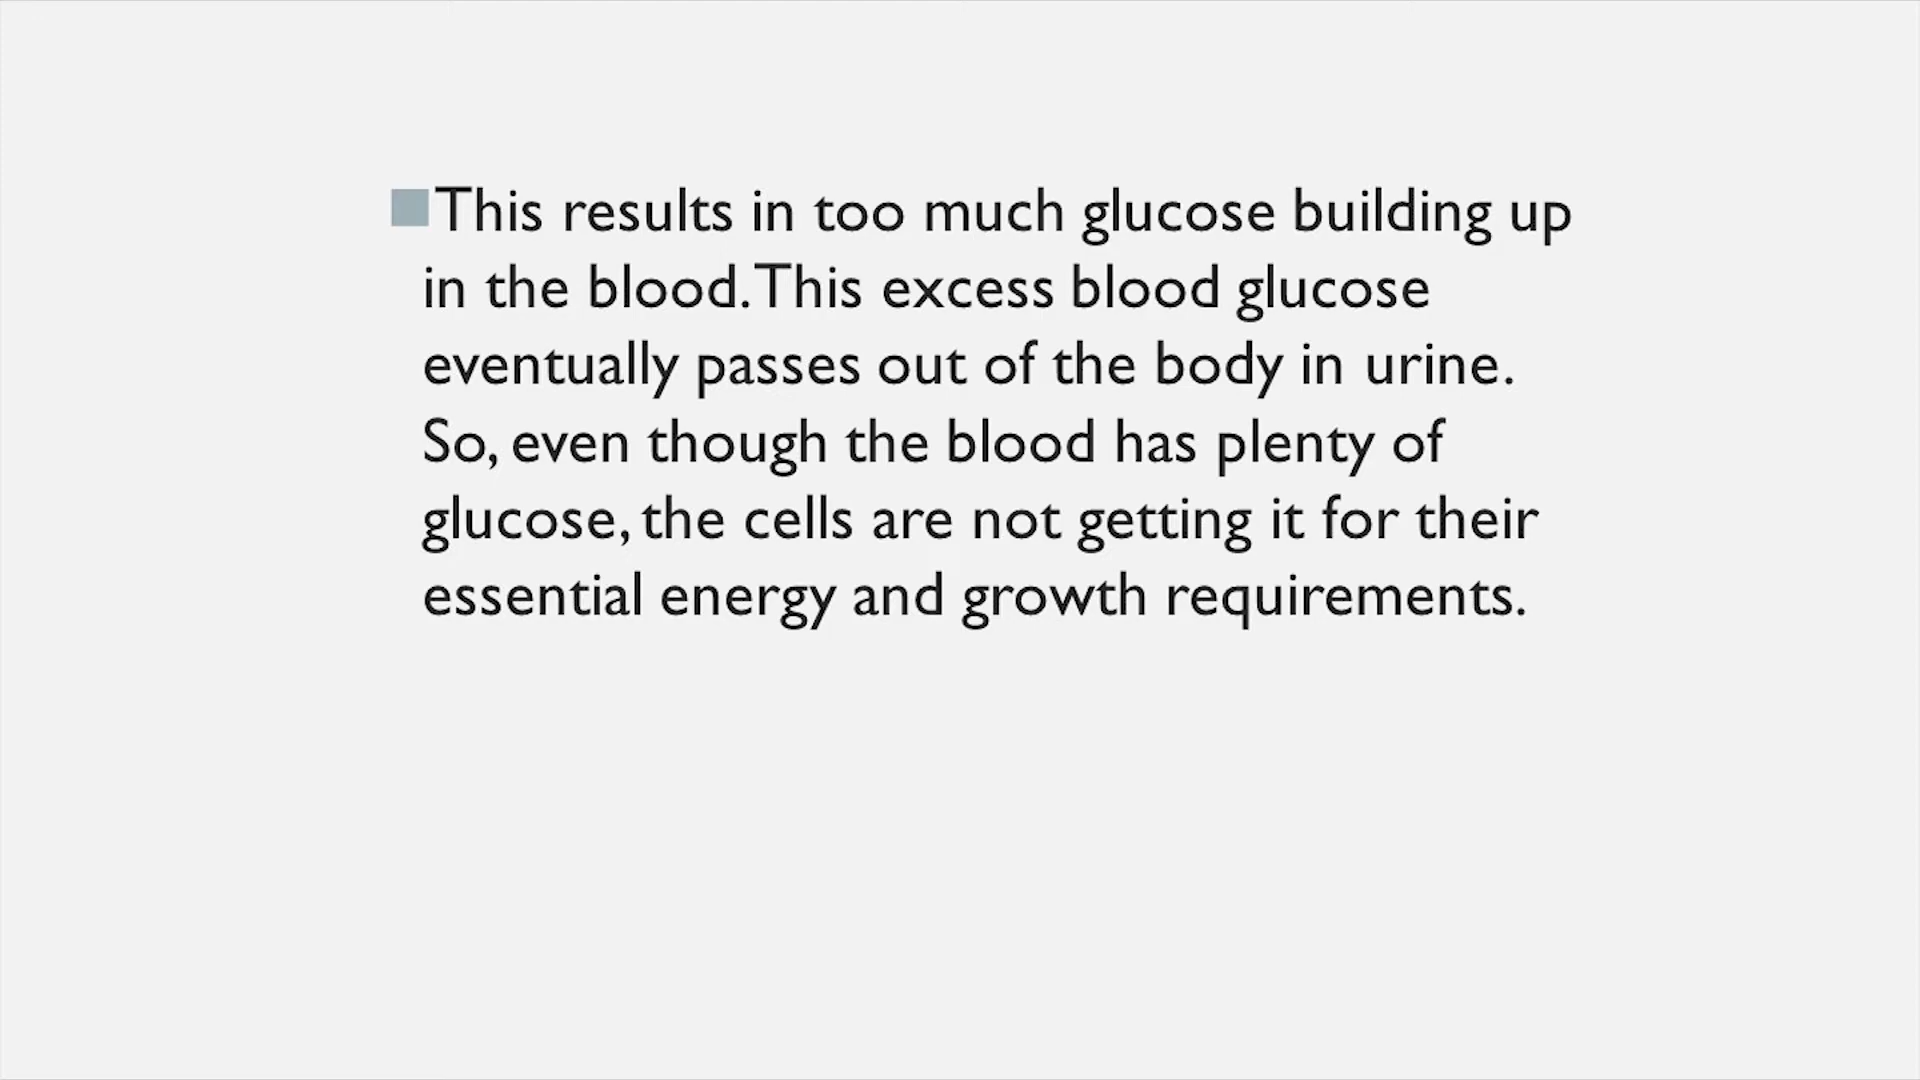 This results in too much glucose building up
in the blood. This excess blood glucose
eventually passes out of the body in urine.
So, even though the blood has plenty of
glucose, the cells are not getting it for their
essential energy and growth requirements.